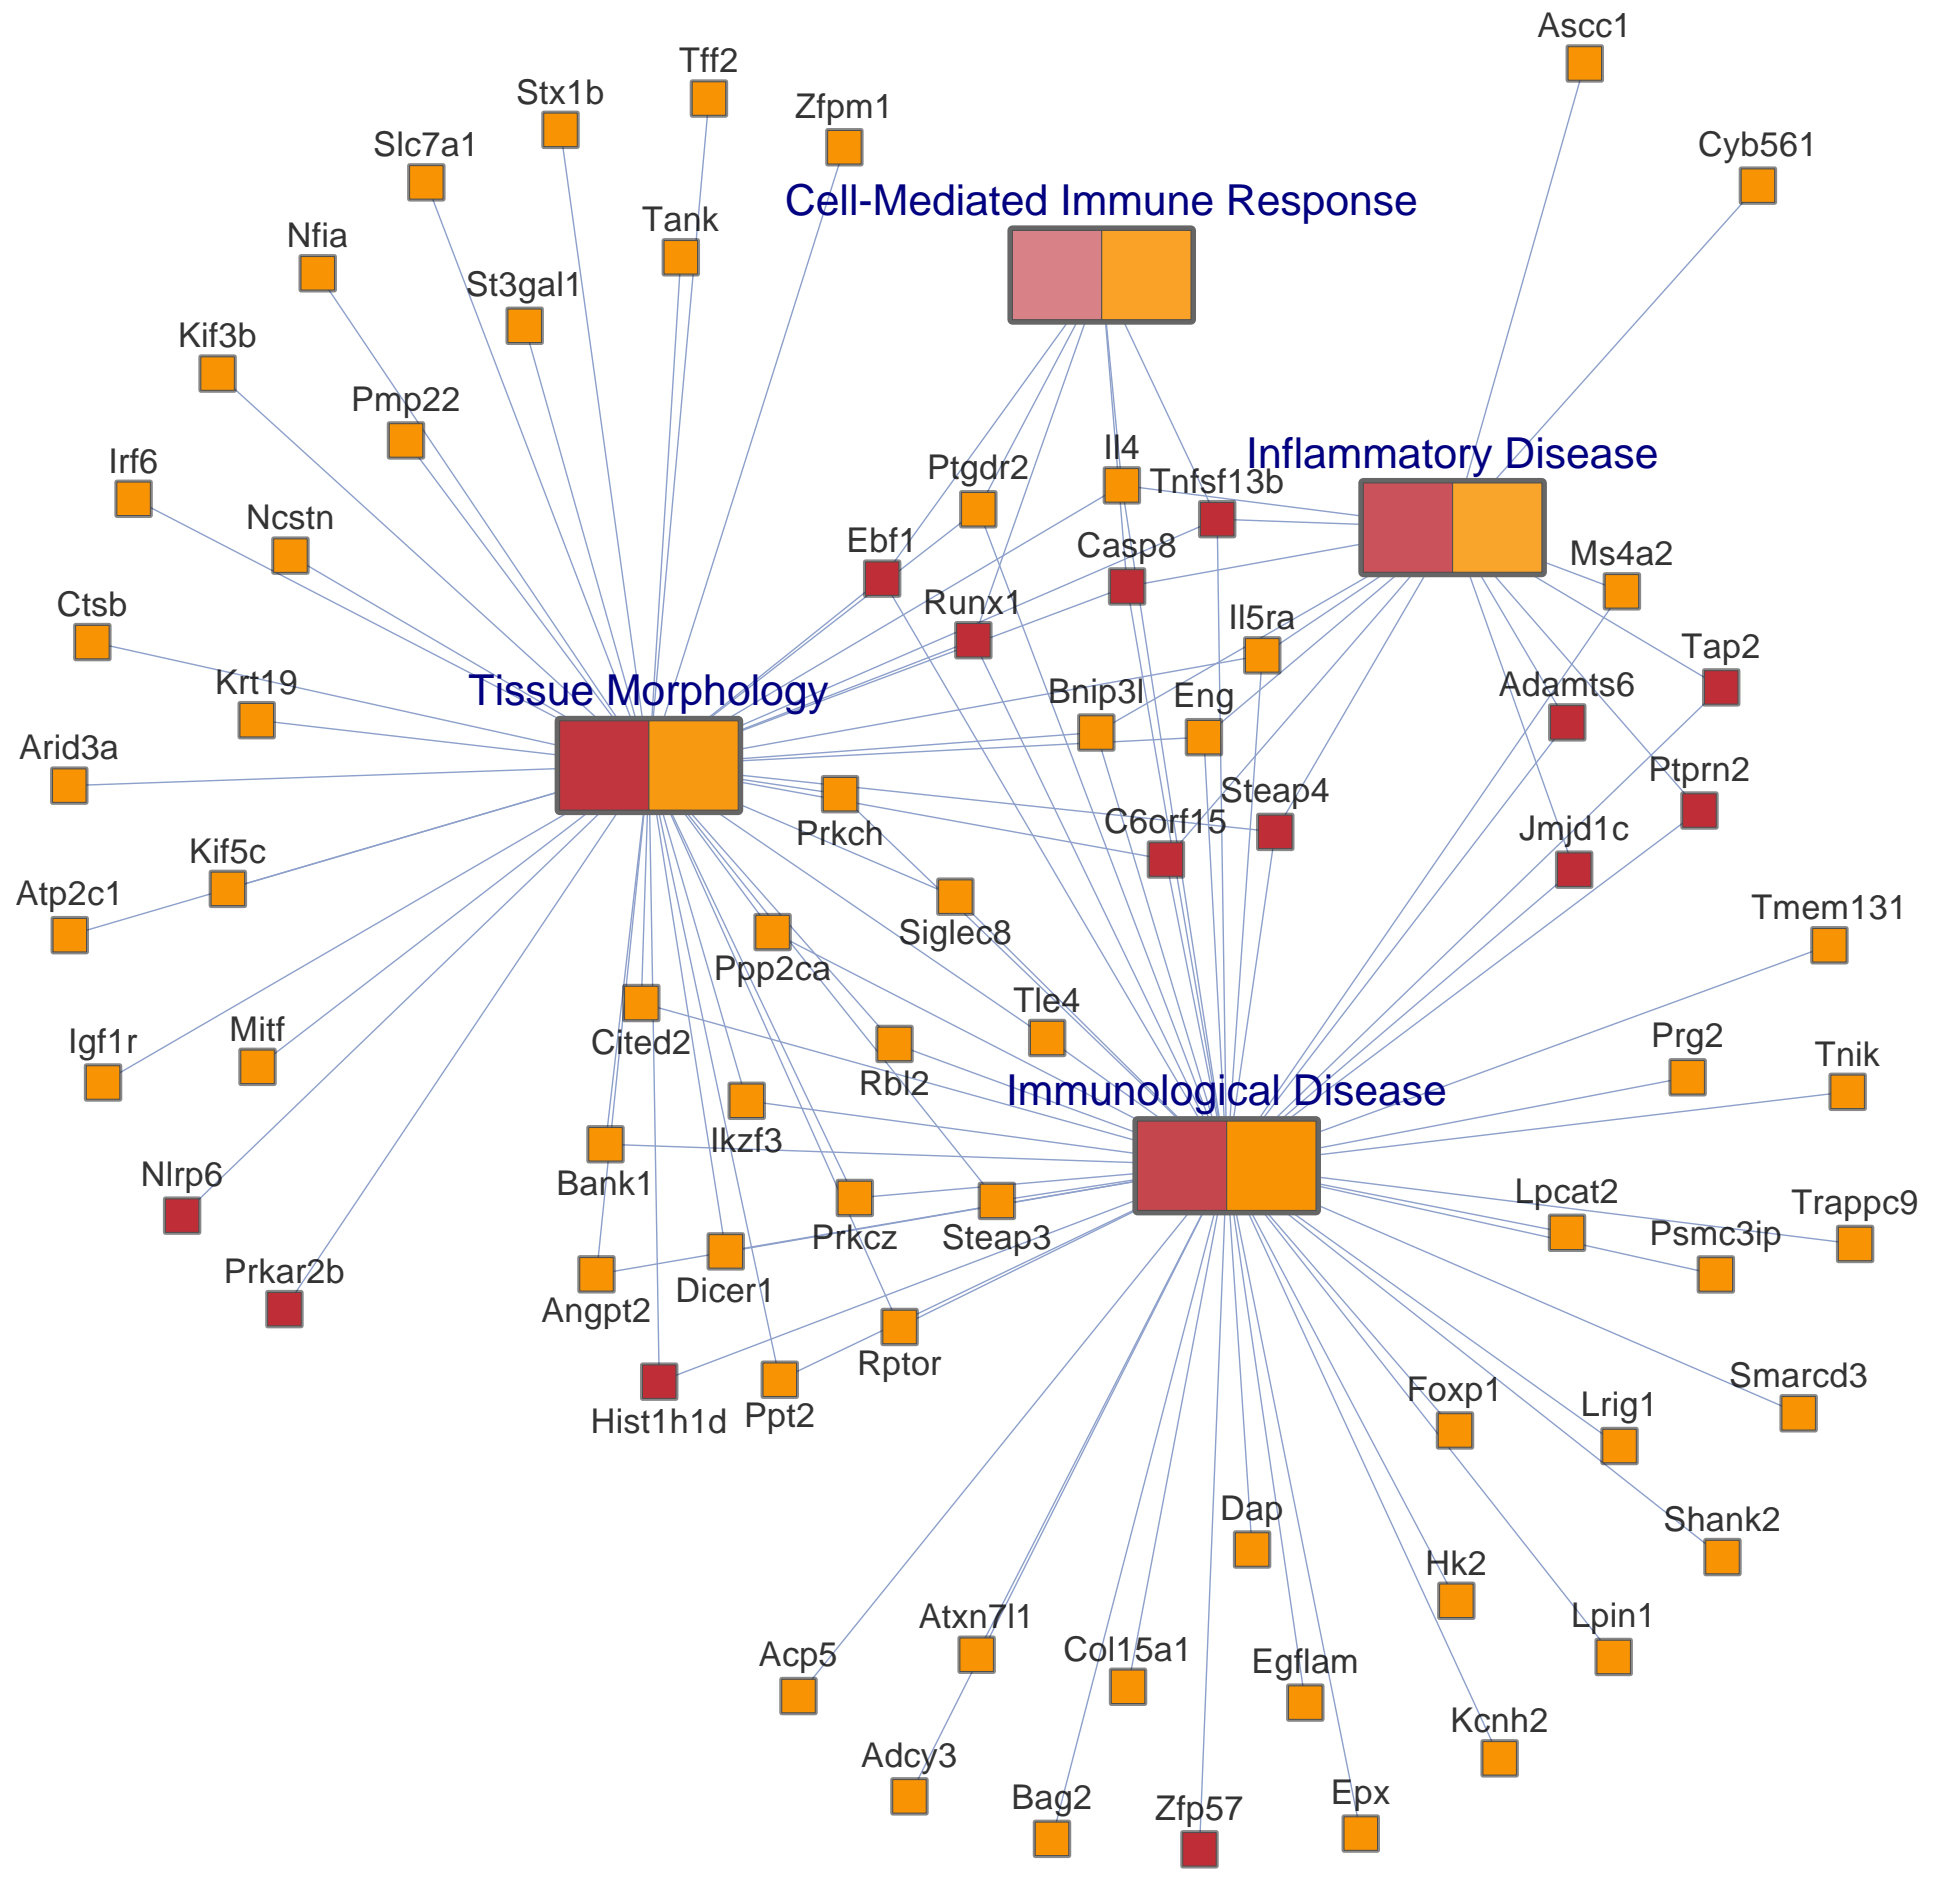 Ascc1
Tff2
Stx1b
Zfpm1
Slc7a1
Cyb561
Cell-Mediated Immune Response
Tank
Nfia
St3gal1
Kif3b
Pmp22
Il4
Inflammatory Disease
Irf6
Ptgdr2
Tnfsf13b
Ncstn
Ebf1
Casp8
Ms4a2
Ctsb
Runx1
Il5ra
Tap2
Krt19
Tissue Morphology
Bnip3l
Eng
Adamts6
Arid3a
Ptprn2
Steap4
Prkch
C6orf15
Jmjd1c
Kif5c
Atp2c1
Siglec8
Tmem131
Ppp2ca
Tle4
Igf1r
Mitf
Cited2
Prg2
Tnik
Rbl2
Immunological Disease
Ikzf3
Nlrp6
Bank1
Lpcat2
Trappc9
Prkcz
Steap3
Psmc3ip
Prkar2b
Dicer1
Angpt2
Rptor
Smarcd3
Foxp1
Lrig1
Hist1h1d
Ppt2
Dap
Shank2
Hk2
Atxn7l1
Lpin1
Acp5
Col15a1
Egflam
Kcnh2
Adcy3
Bag2
Zfp57
Epx